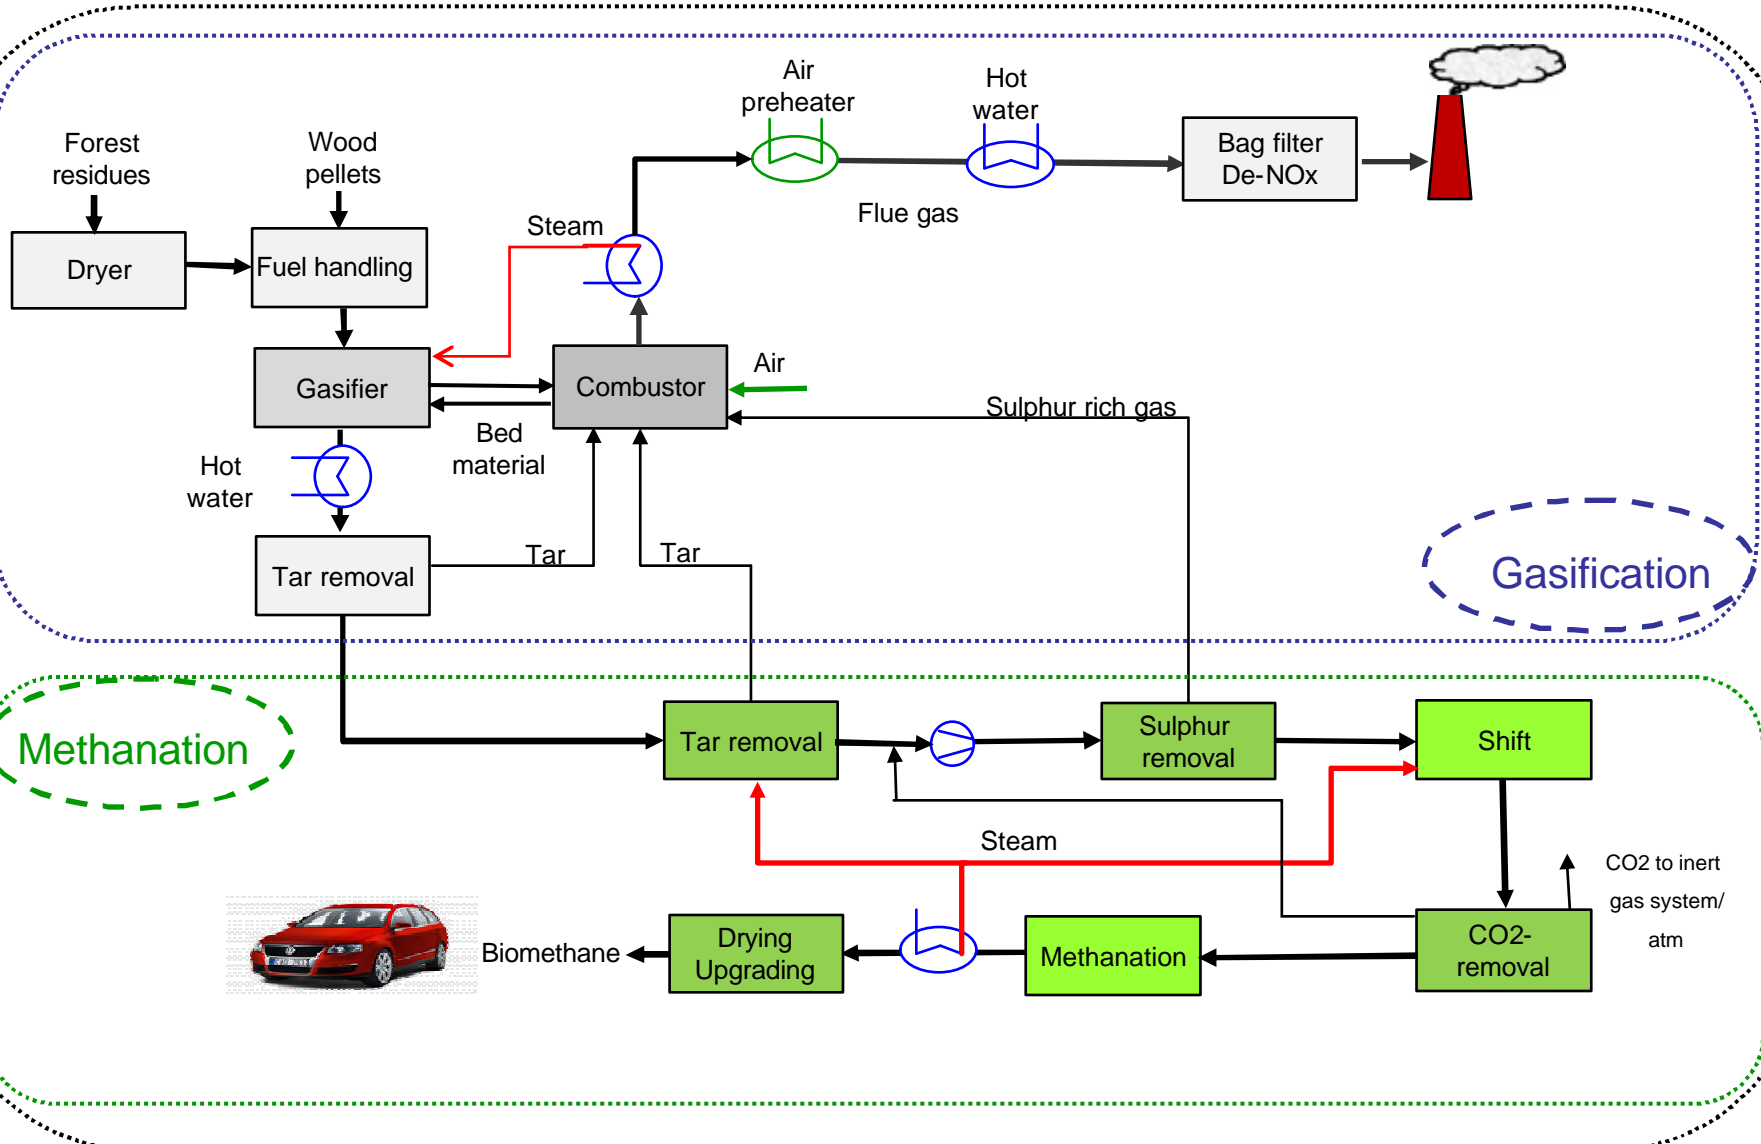 Air
preheater
Hot
water
Forest
residues
Wood
pellets
Bag filter
De-NOx
Steam
Flue gas
Dryer
Fuel handling
Gasifier
Combustor
Air
Sulphur rich gas
Bed
material
Hot
water
Tar removal
Tar
Tar
Gasification
Methanation
Tar removal
Sulphur
removal
Shift
Steam
CO2 to inert
gas system/
atm
Biomethane
Drying
Upgrading
Methanation
CO2-
removal